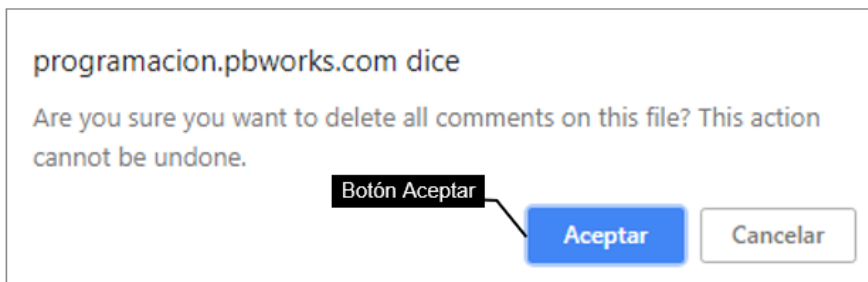 programacion.pbworks.com dice
Are you sure you want to delete all comments on this file? This action
cannot be undone.
Botón Aceptar
Aceptar
Cancelar